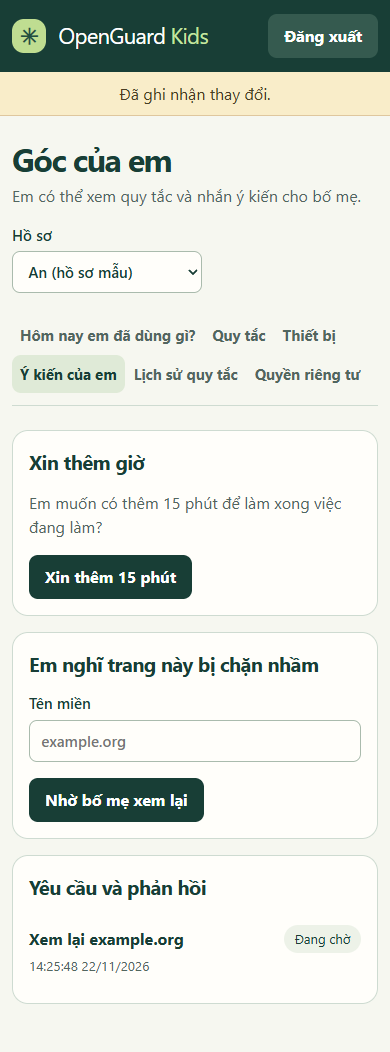 OpenGuard Kids
Đăng xuất
Đã ghi nhận thay đổi.
Góc của em
Em có thể xem quy tắc và nhắn ý kiến cho bố mẹ.
Hồ sơ
An (hồ sơ mẫu)
Hôm nay em đã dùng gì? Quy tắc Thiết bị
Ý kiến của em Lịch sử quy tắc Quyền riêng tư
Xin thêm giờ
Em muốn có thêm 15 phút để làm xong việc
đang làm?
Xin thêm 15 phút
Em nghĩ trang này bị chặn nhầm
Tên miền
example.org
Nhờ bố mẹ xem lại
Yêu cầu và phản hồi
Xem lại example.org
Đang chờ
14:25:48 22/11/2026